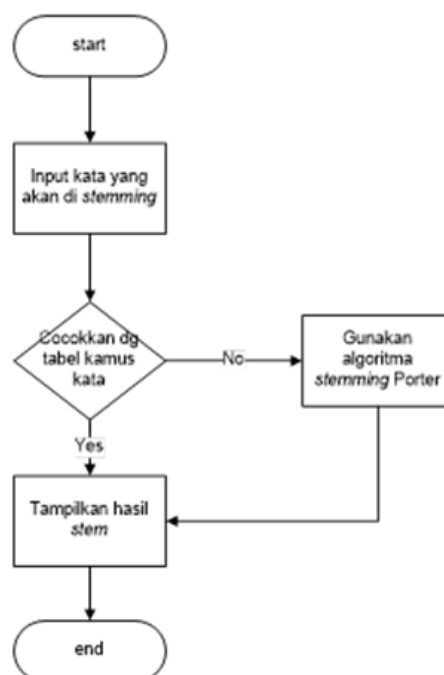 start
Input kata yang
akan di stemming
Cocokkan dg
tabel kamus
kata
No
Gunakan
algoritma
stemming Porter
Yes
Tampilkan hasil
stem
end